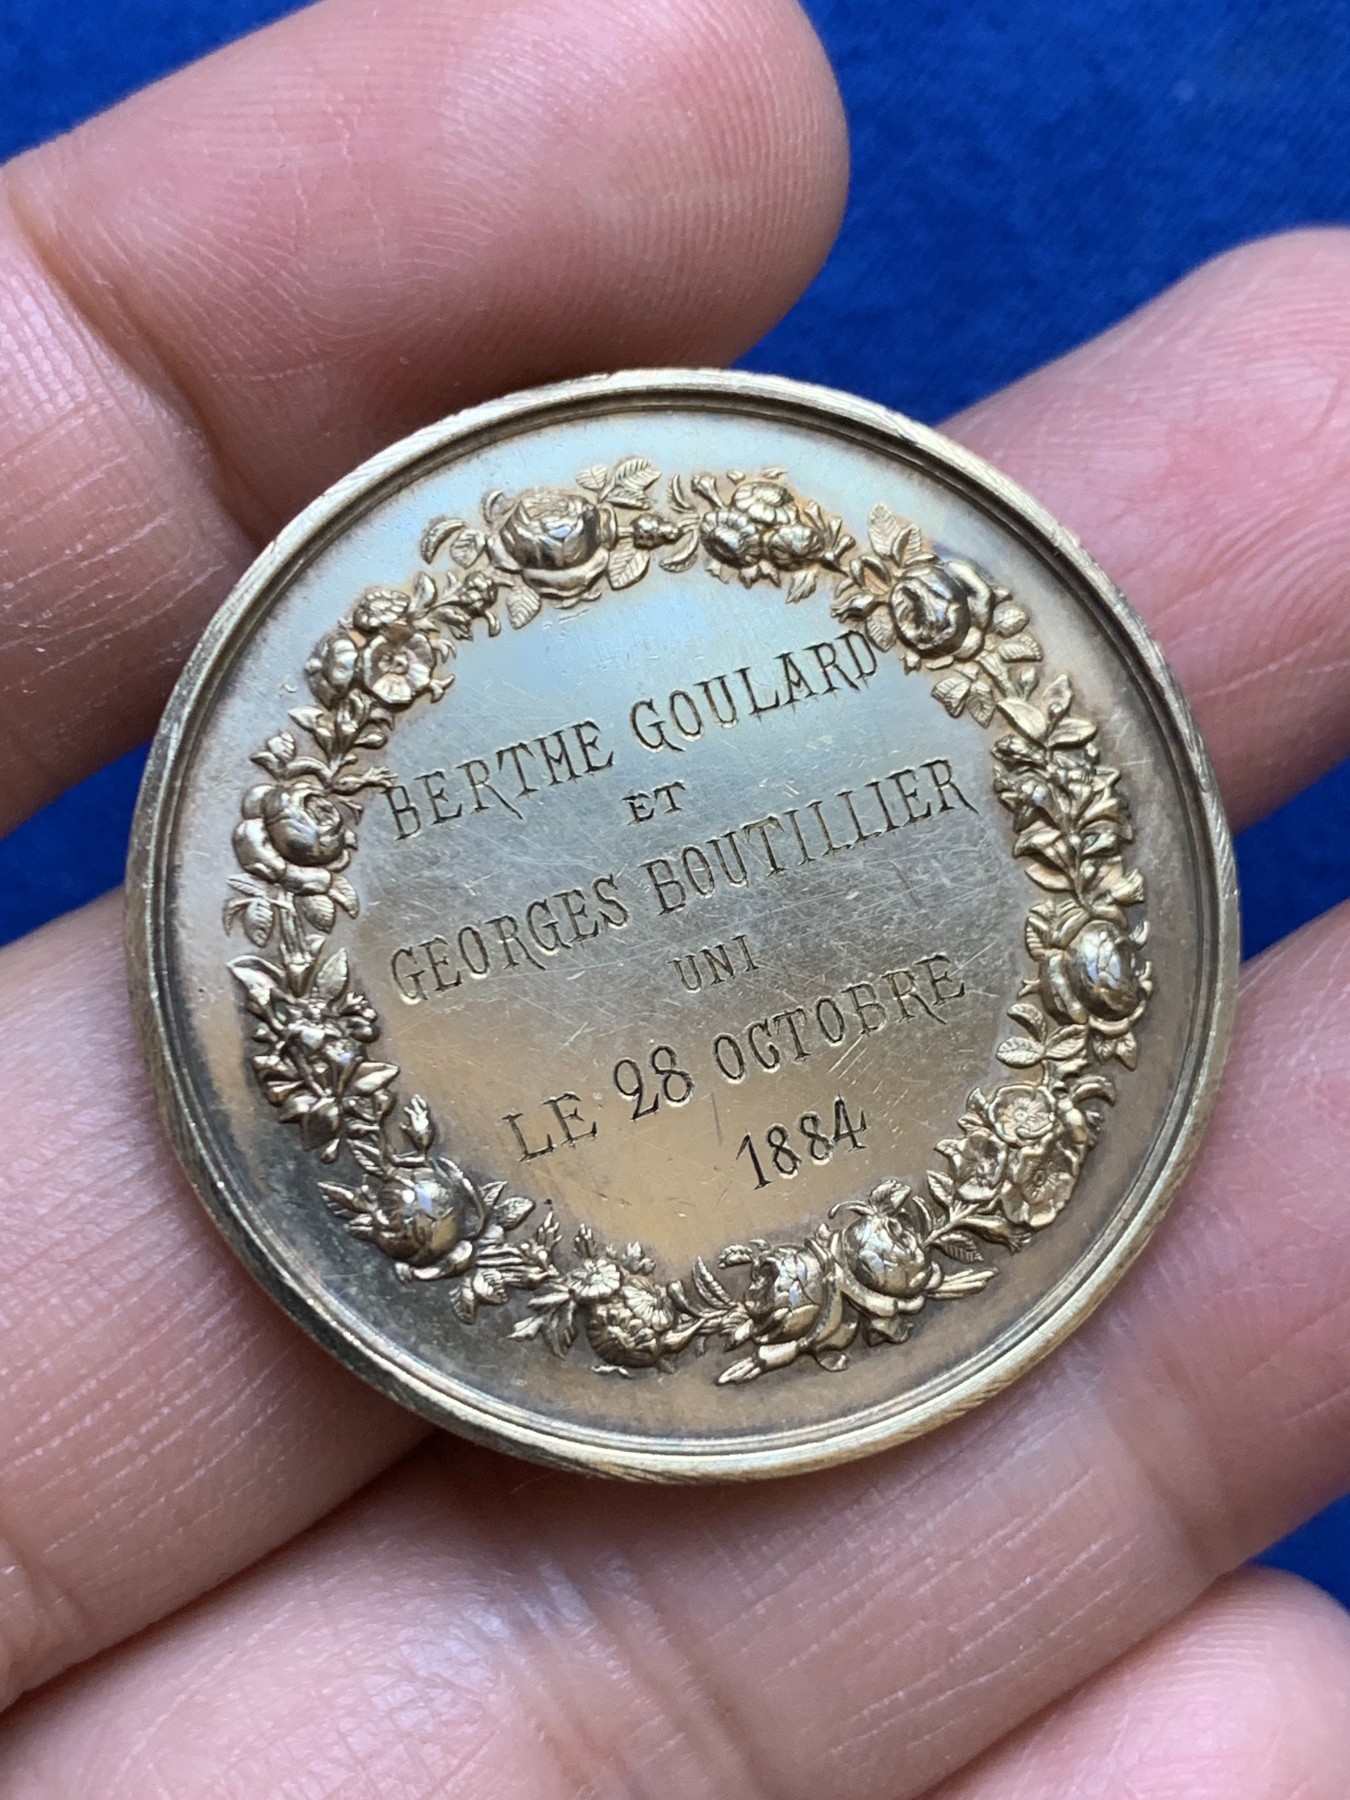 BERTHE GOULARD
ET
GEORGES BOUTILLIER
UNI
LE 28 OCTOBRE
1884